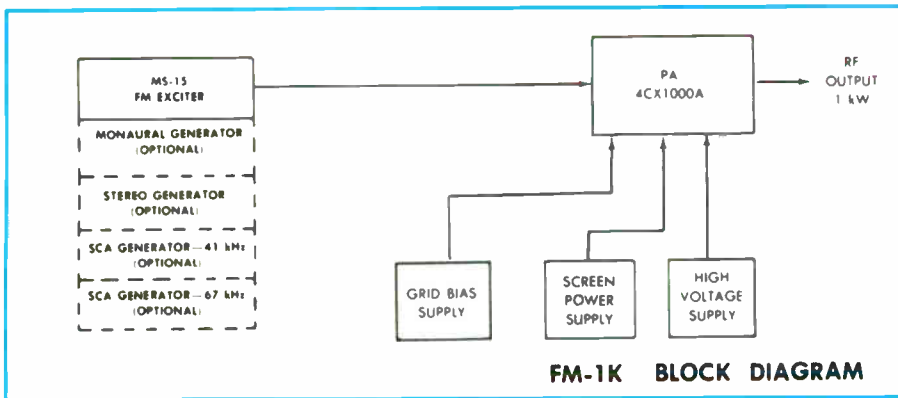 MS-15
FM EXCITER
MONAURAL GENERATOR
(OPTIONAL)
STEREO GENERATOR
(OPTIONAL)
SCA GENERATOR—41 kHz
(OPTIONAL)
SCA GENERATOR—67 kHz
(OPTIONAL)
PA
4CX1000A
RF
OUTPUT
1 kW
GRID BIAS
SUPPLY
SCREEN
POWER
SUPPLY
HIGH
VOLTAGE
SUPPLY
FM-1K BLOCK DIAGRAM